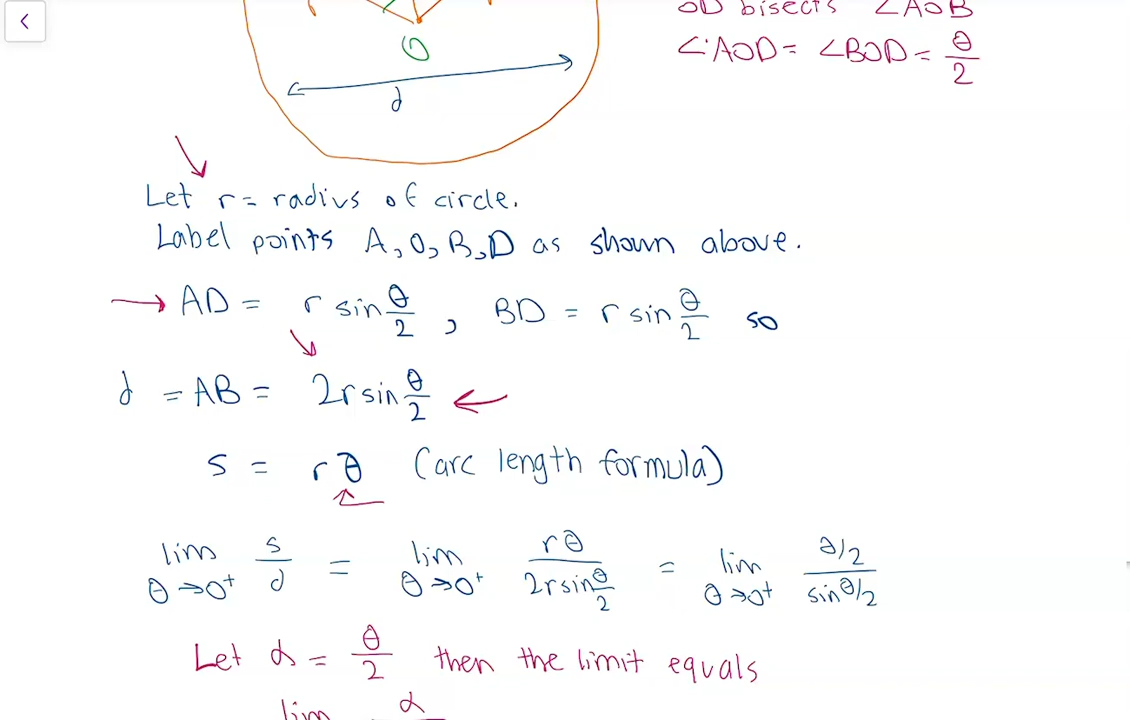 OD bisects ∠AOB
∠AOD = ∠BOD = θ/2
O
d
Let r = radius of circle.
Label points A, O, B, D as shown above.
AD = r sin θ/2 , BD = r sin θ/2 so
d = AB = 2r sin θ/2
s = rθ (arc length formula)
lim θ→0⁺ s/d = lim θ→0⁺ rθ/(2r sin θ/2) = lim θ→0⁺ (θ/2)/(sin θ/2)
Let α = θ/2 then the limit equals
lim α